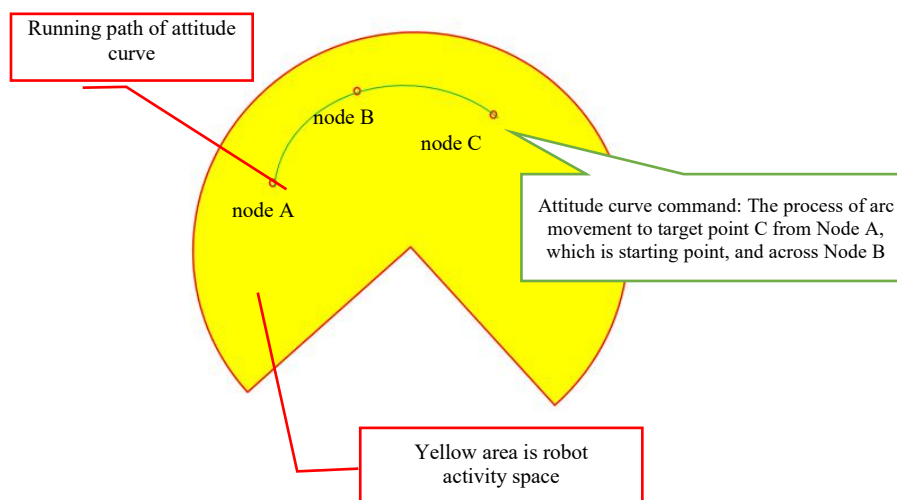 Running path of attitude
curve
node B
node C
node A
Attitude curve command: The process of arc
movement to target point C from Node A,
which is starting point, and across Node B
Yellow area is robot
activity space